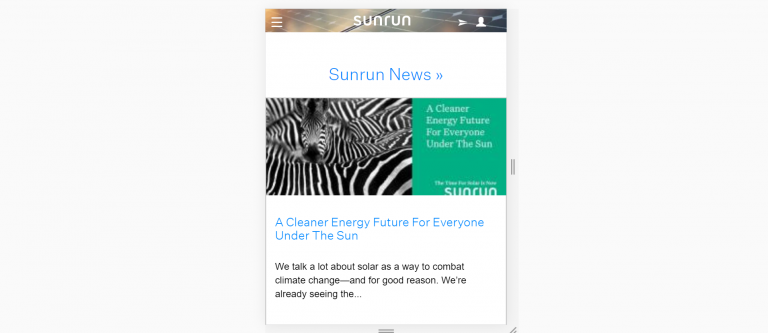 sunrun
Sunrun News »
A Cleaner
Energy Future
For Everyone
Under The Sun
The Time For Solar Is Now
sunrun
A Cleaner Energy Future For Everyone
Under The Sun
We talk a lot about solar as a way to combat
climate change—and for good reason. We're
already seeing the...